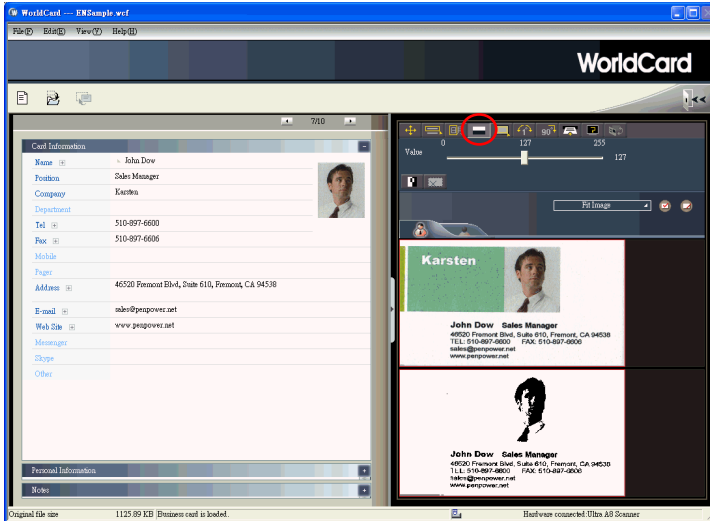 WorldCard --- ENSample.wcf
File(F) Edit(E) View(Y) Help(H)
WorldCard
7/10
Card Information
Name John Dow
Position Sales Manager
Company Karsten
Department
Tel 510-897-6600
Fax 510-897-6606
Mobile
Pager
Address 46520 Fremont Blvd, Suite 610, Fremont, CA 94538
E-mail sales@penpower.net
Web Site www.penpower.net
Messenger
Skype
Other
Personal Information
Notes
90
0 127 255
Value 127
Fit Image
Karsten
John Dow Sales Manager
46520 Fremont Blvd, Suite 610, Fremont, CA 94538
TEL: 510-897-6600 FAX: 510-897-6606
sales@penpower.net
www.penpower.net
John Dow Sales Manager
46520 Fremont Blvd, Suite 610, Fremont, CA 94538
TEL: 510-897-6600 FAX: 510-897-6606
sales@penpower.net
www.penpower.net
Original file size 1125.89 KB Business card is loaded. Hardware connected:Ultra A8 Scanner